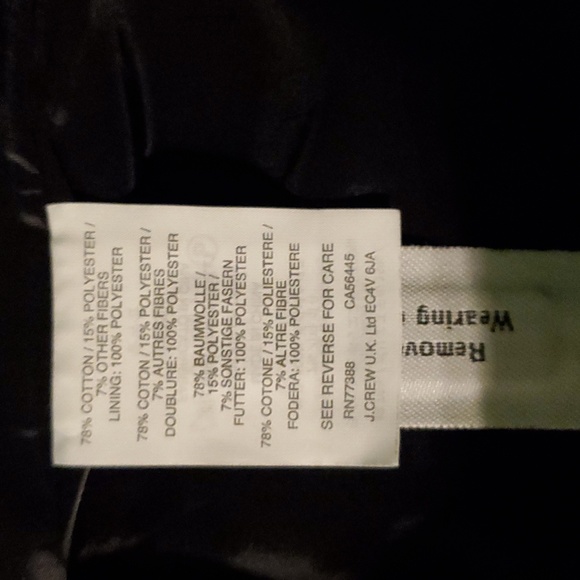 78% COTTON / 15% POLYESTER /
7% OTHER FIBERS
LINING: 100% POLYESTER
78% COTON / 15% POLYESTER /
7% AUTRES FIBRES
DOUBLURE: 100% POLYESTER
78% BAUMWOLLE /
15% POLYESTER /
7% SONSTIGE FASERN
FUTTER: 100% POLYESTER
78% COTONE / 15% POLIESTERE /
7% ALTRE FIBRE
FODERA: 100% POLIESTERE
SEE REVERSE FOR CARE
RN77388 CA56445
J.CREW U.K. Ltd EC4V 6JA
Remov
Wearing